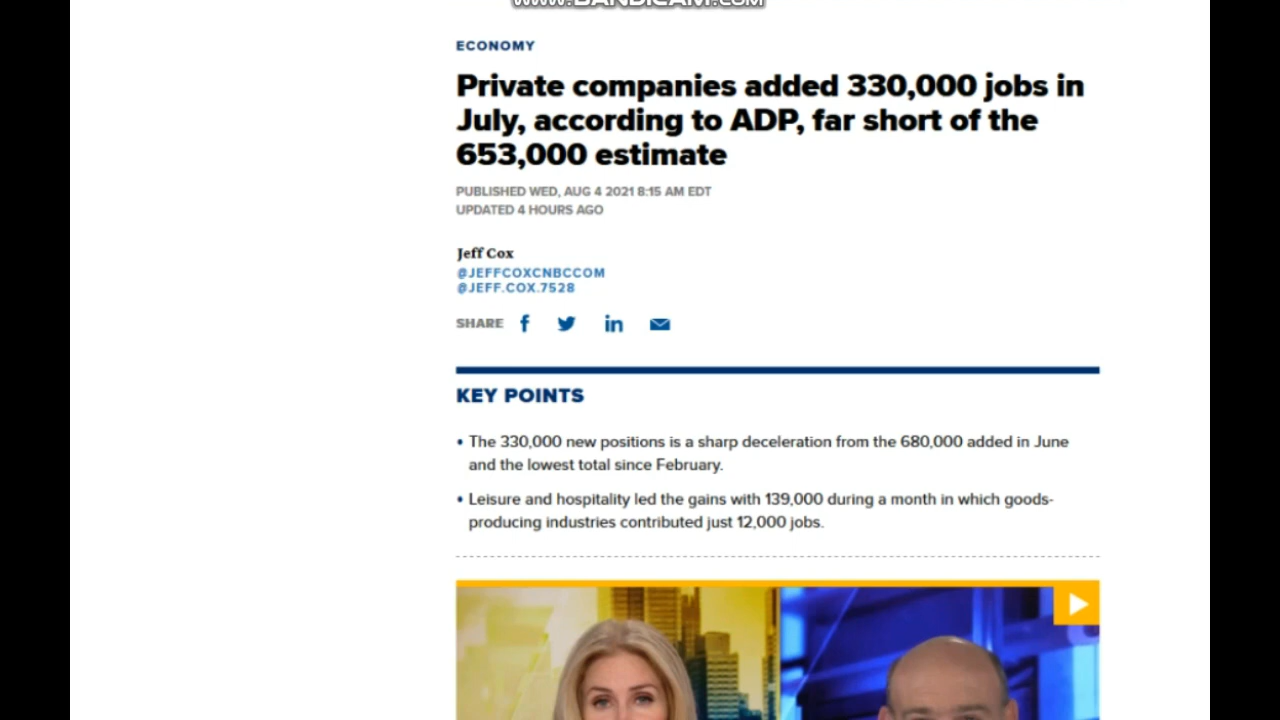 www.BANDICAM.com
ECONOMY
Private companies added 330,000 jobs in
July, according to ADP, far short of the
653,000 estimate
PUBLISHED WED, AUG 4 2021 8:15 AM EDT
UPDATED 4 HOURS AGO
Jeff Cox
@JEFFCOXCNBCCOM
@JEFF.COX.7528
SHARE
KEY POINTS
• The 330,000 new positions is a sharp deceleration from the 680,000 added in June
and the lowest total since February.
• Leisure and hospitality led the gains with 139,000 during a month in which goods-
producing industries contributed just 12,000 jobs.